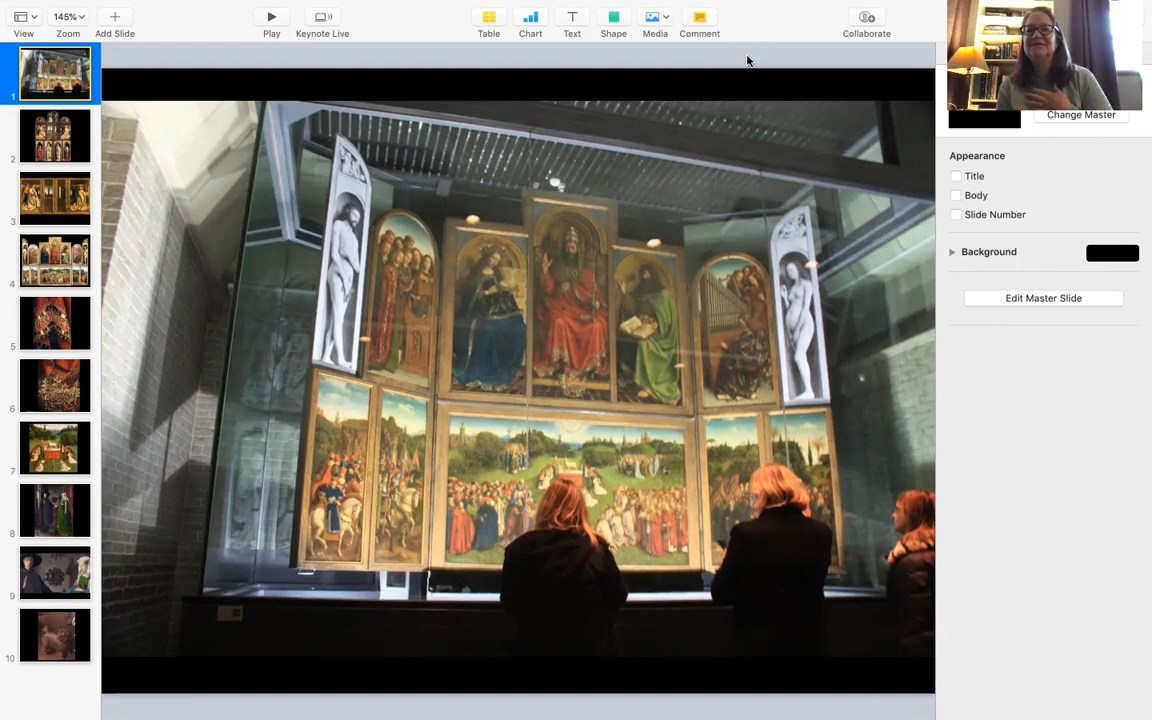 145%
View
Zoom
Add Slide
Play
Keynote Live
Table
Chart
Text
Shape
Media
Comment
Collaborate
Change Master
Appearance
Title
Body
Slide Number
Background
Edit Master Slide
1
2
3
4
5
6
7
8
9
10